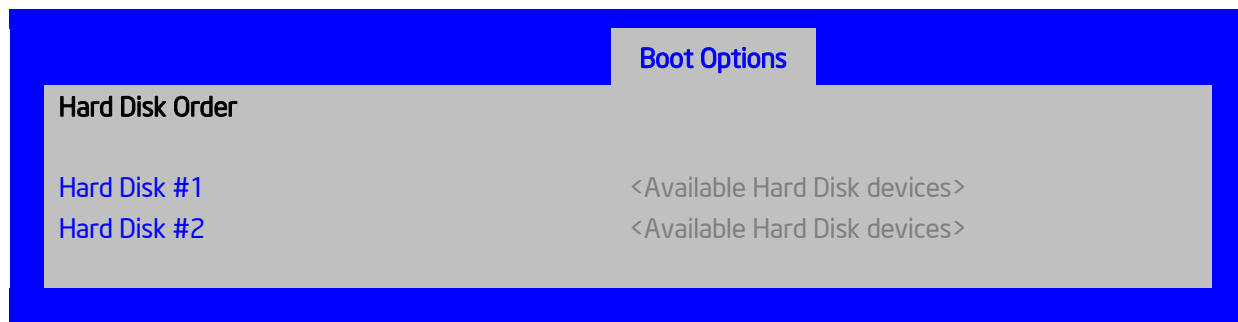 Boot Options
Hard Disk Order
Hard Disk #1 <Available Hard Disk devices>
Hard Disk #2 <Available Hard Disk devices>